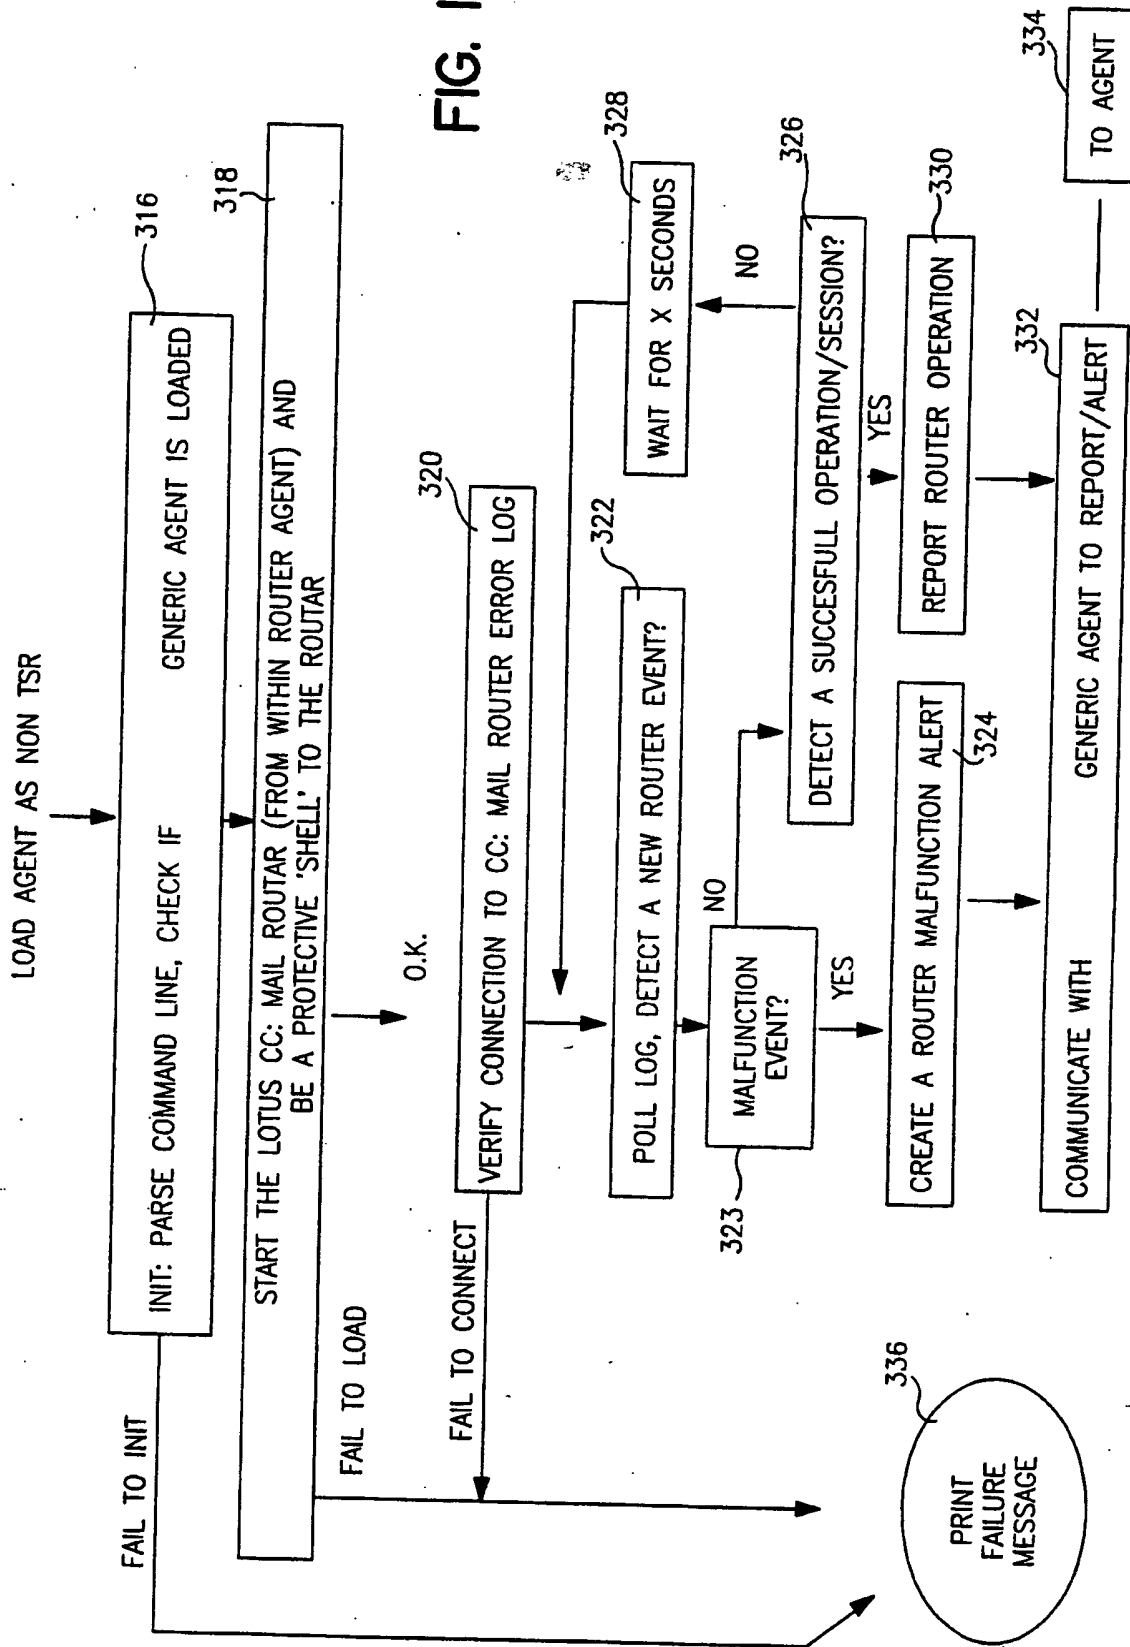 LOAD AGENT AS NON TSR
316
INIT: PARSE COMMAND LINE, CHECK IF GENERIC AGENT IS LOADED
FAIL TO INIT
318
START THE LOTUS CC: MAIL ROUTAR (FROM WITHIN ROUTER AGENT) AND
BE A PROTECTIVE 'SHELL' TO THE ROUTAR
FAIL TO LOAD
O.K.
FIG. 1
320
VERIFY CONNECTION TO CC: MAIL ROUTER ERROR LOG
FAIL TO CONNECT
328
WAIT FOR X SECONDS
322
POLL LOG, DETECT A NEW ROUTER EVENT?
NO
323
MALFUNCTION
EVENT?
NO
YES
326
DETECT A SUCCESFULL OPERATION/SESSION?
YES
324
CREATE A ROUTER MALFUNCTION ALERT
330
REPORT ROUTER OPERATION
332
COMMUNICATE WITH GENERIC AGENT TO REPORT/ALERT
334
TO AGENT
336
PRINT
FAILURE
MESSAGE